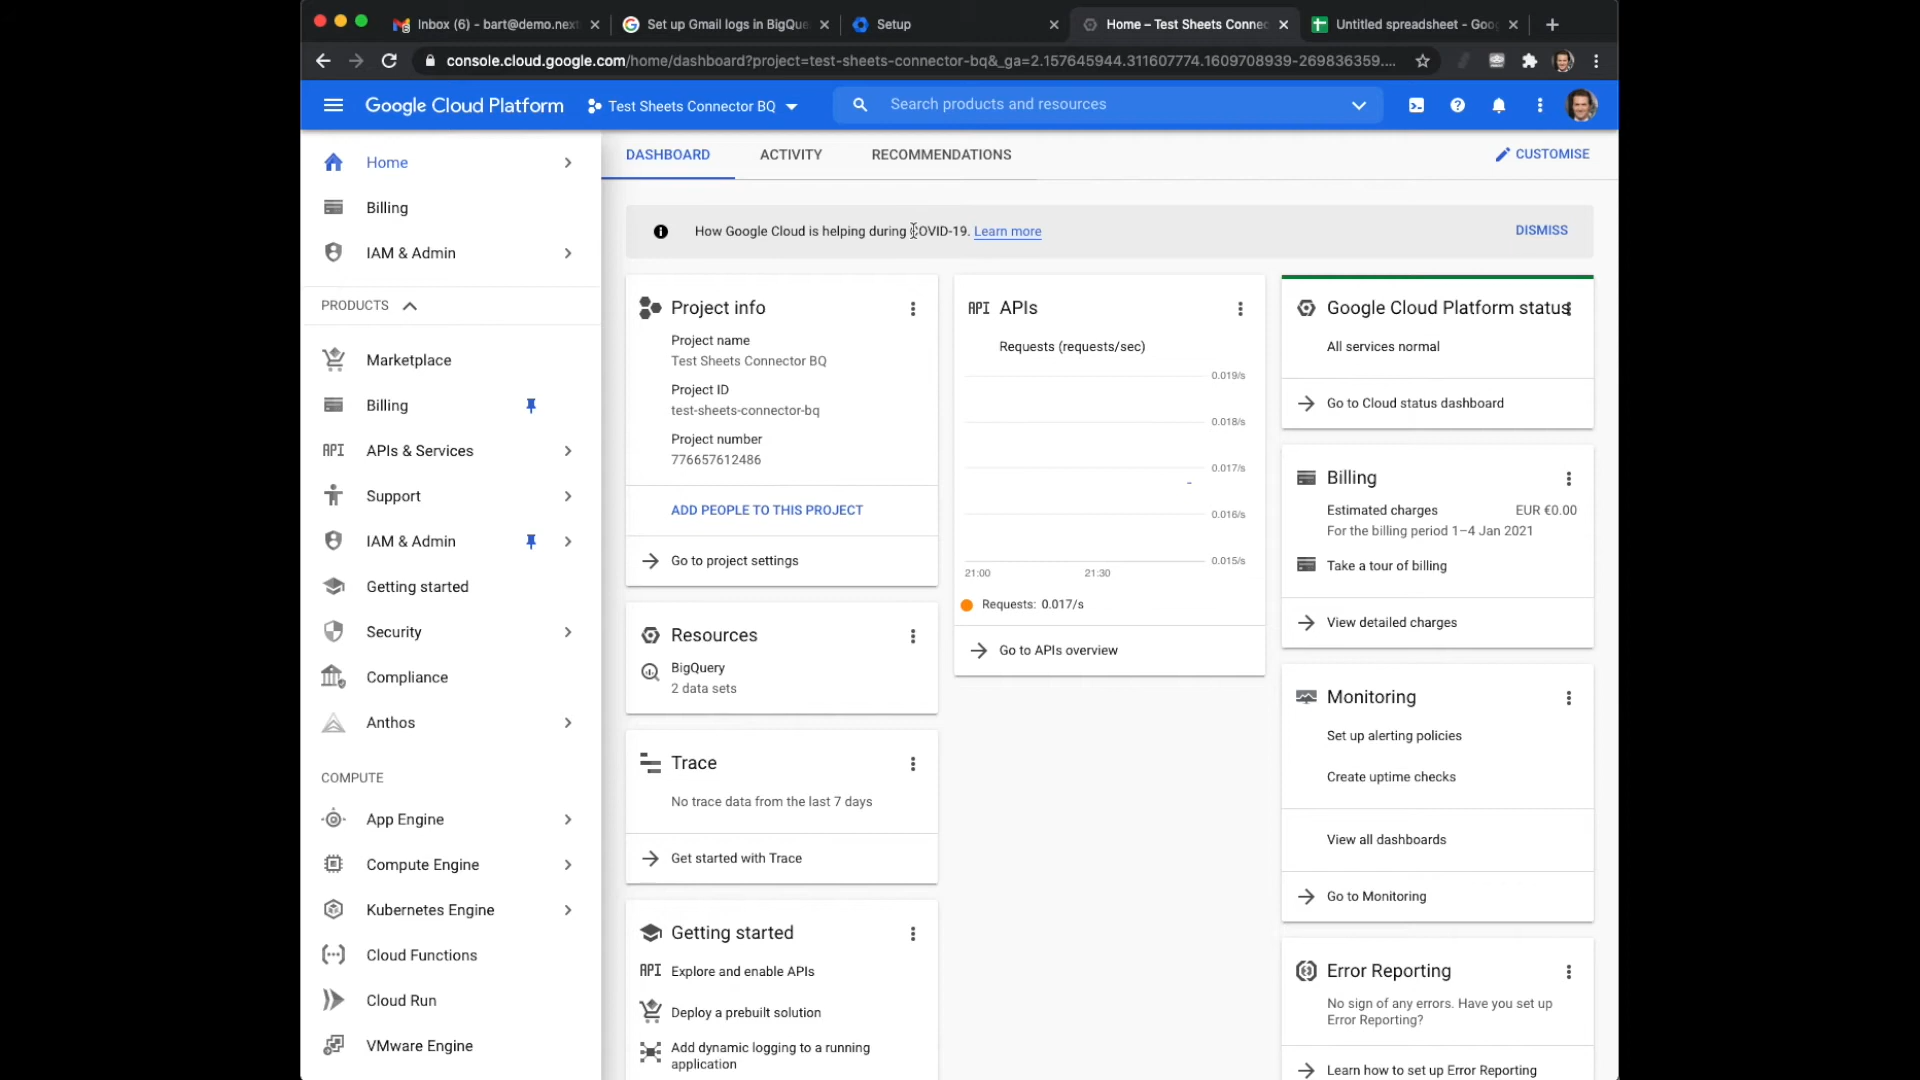 Inbox (6) - bart@demo.next
Set up Gmail logs in BigQue
Setup
Home – Test Sheets Connec
Untitled spreadsheet - Goog
console.cloud.google.com/home/dashboard?project=test-sheets-connector-bq&_ga=2.157645944.311607774.1609708939-269836359....
Google Cloud Platform
Test Sheets Connector BQ
Search products and resources
Home
Billing
IAM & Admin
PRODUCTS
Marketplace
Billing
API APIs & Services
Support
IAM & Admin
Getting started
Security
Compliance
Anthos
COMPUTE
App Engine
Compute Engine
Kubernetes Engine
Cloud Functions
Cloud Run
VMware Engine
DASHBOARD
ACTIVITY
RECOMMENDATIONS
CUSTOMISE
How Google Cloud is helping during COVID-19. Learn more
DISMISS
Project info
Project name
Test Sheets Connector BQ
Project ID
test-sheets-connector-bq
Project number
776657612486
ADD PEOPLE TO THIS PROJECT
Go to project settings
Resources
BigQuery
2 data sets
Trace
No trace data from the last 7 days
Get started with Trace
Getting started
API Explore and enable APIs
Deploy a prebuilt solution
Add dynamic logging to a running
application
API APIs
Requests (requests/sec)
0.019/s
0.018/s
0.017/s
0.016/s
0.015/s
21:00
21:30
Requests: 0.017/s
Go to APIs overview
Google Cloud Platform status
All services normal
Go to Cloud status dashboard
Billing
Estimated charges EUR €0.00
For the billing period 1–4 Jan 2021
Take a tour of billing
View detailed charges
Monitoring
Set up alerting policies
Create uptime checks
View all dashboards
Go to Monitoring
Error Reporting
No sign of any errors. Have you set up
Error Reporting?
Learn how to set up Error Reporting